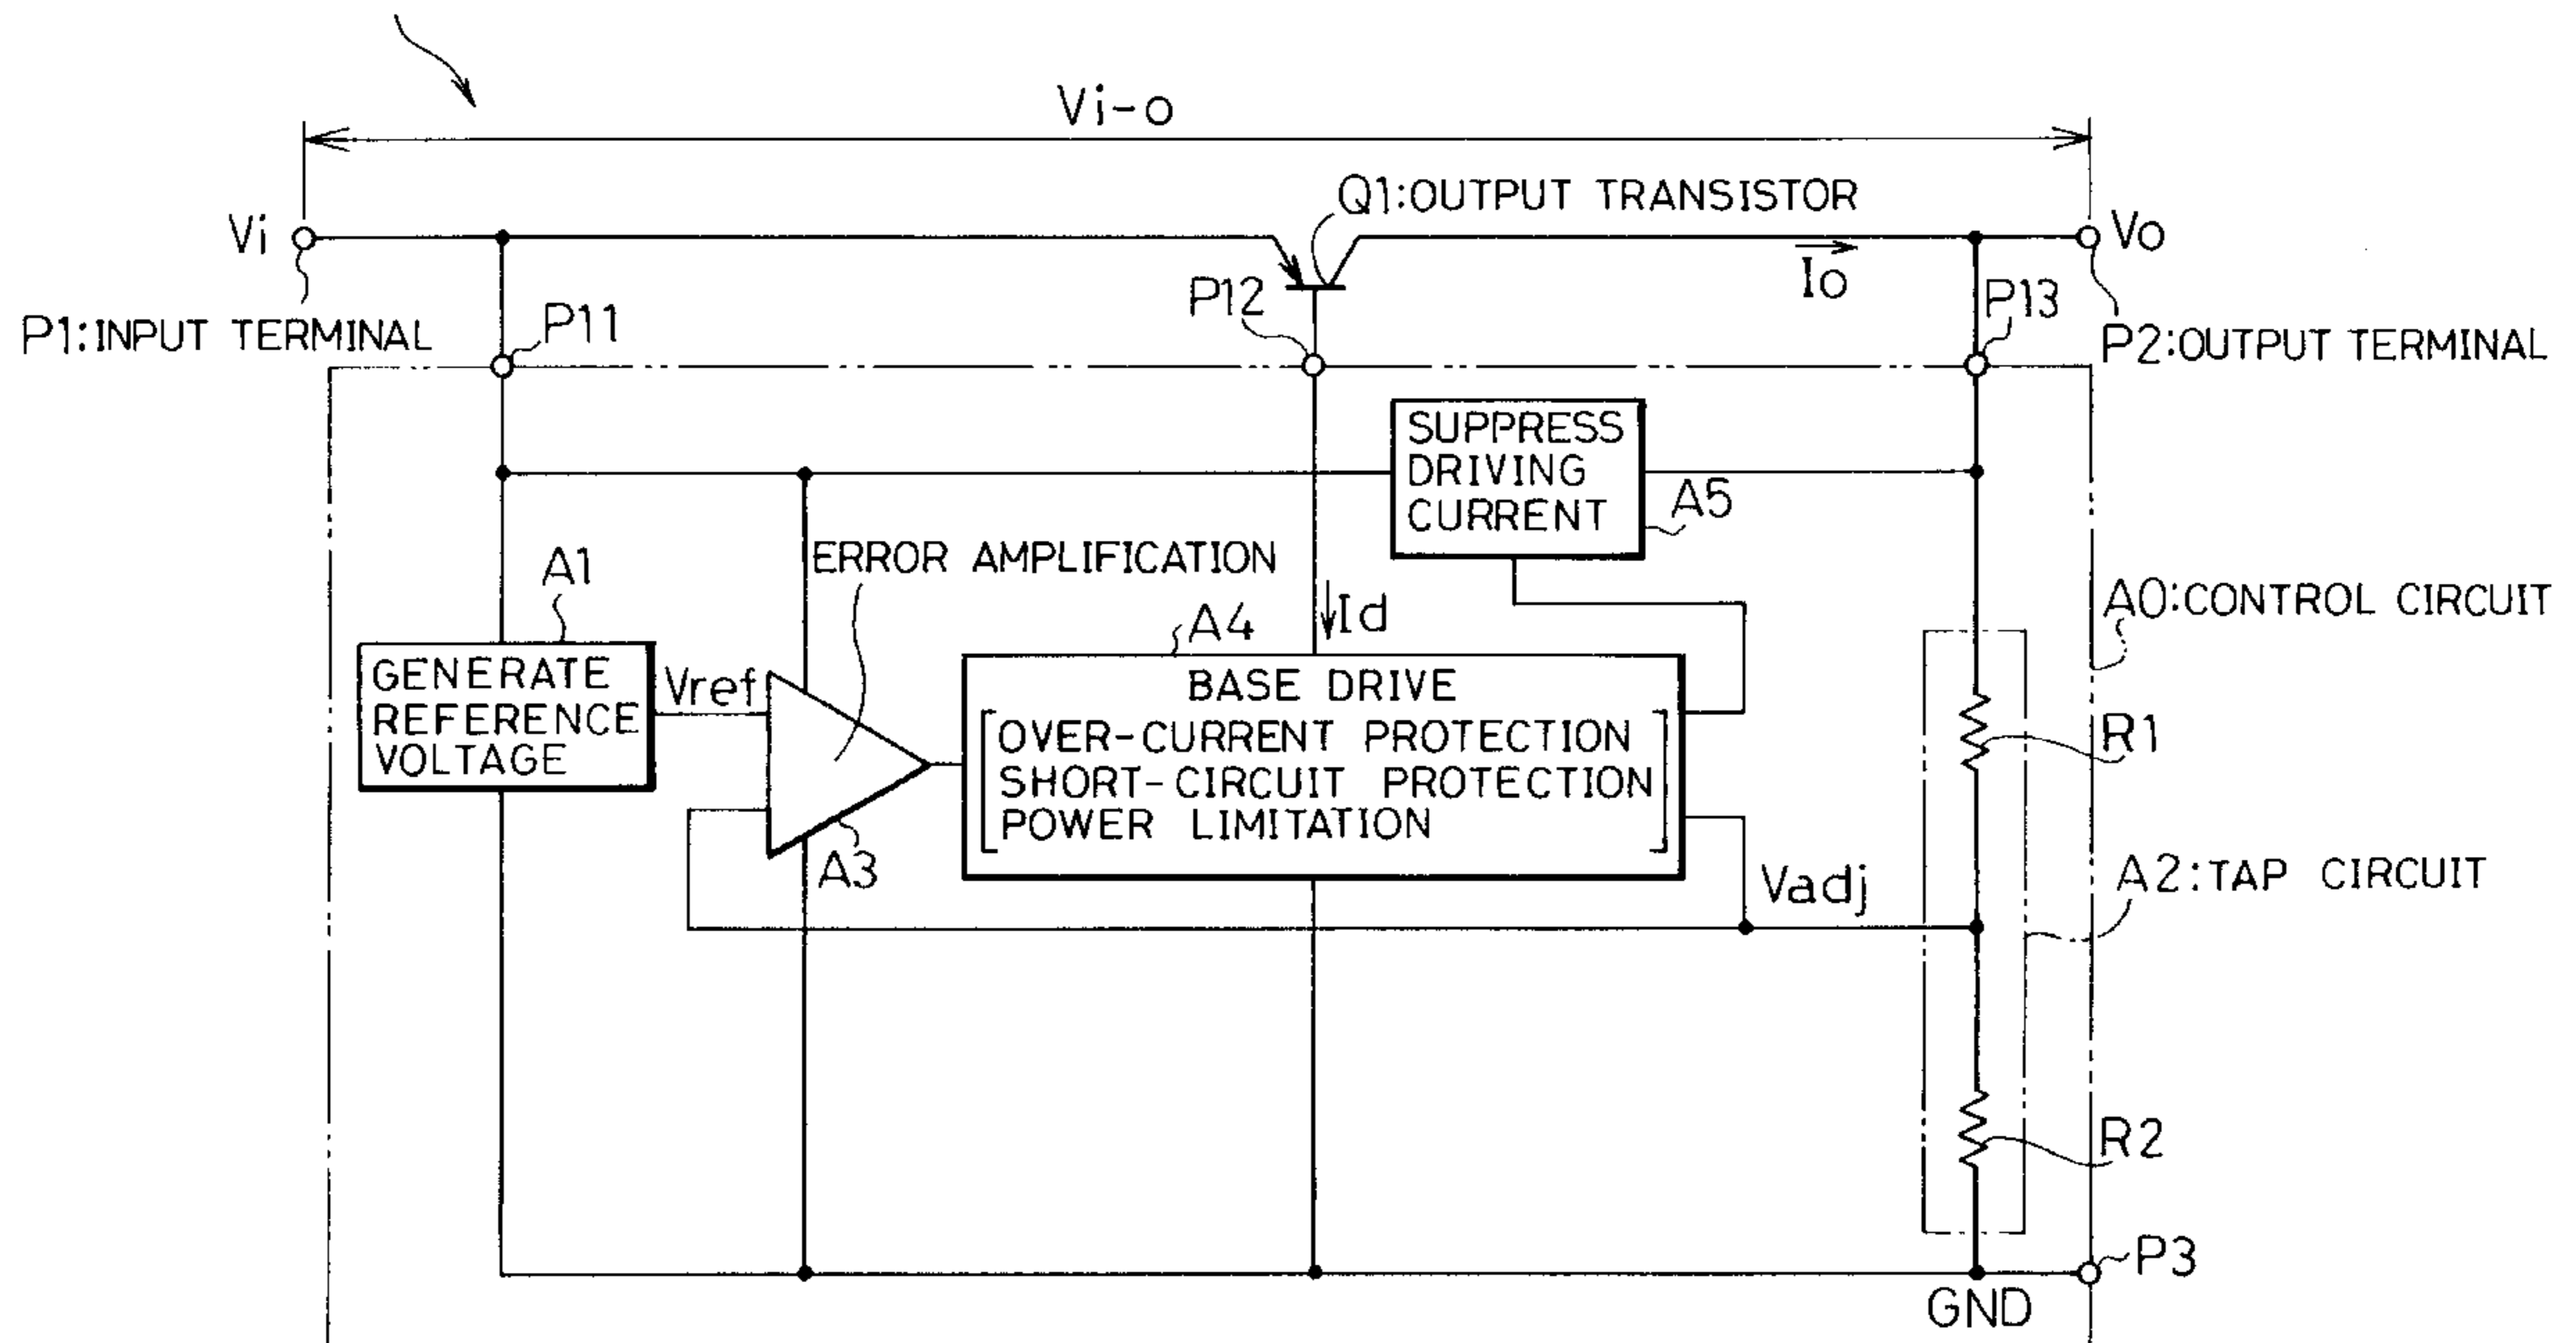 Vi-o
Q1:OUTPUT TRANSISTOR
Vi
Vo
Io
P12
P13
P11
P1:INPUT TERMINAL
P2:OUTPUT TERMINAL
SUPPRESS
DRIVING
CURRENT
A5
ERROR AMPLIFICATION
A1
Id
A4
A0:CONTROL CIRCUIT
GENERATE
REFERENCE
VOLTAGE
Vref
BASE DRIVE
OVER-CURRENT PROTECTION
SHORT-CIRCUIT PROTECTION
POWER LIMITATION
R1
A3
Vadj
A2:TAP CIRCUIT
R2
P3
GND